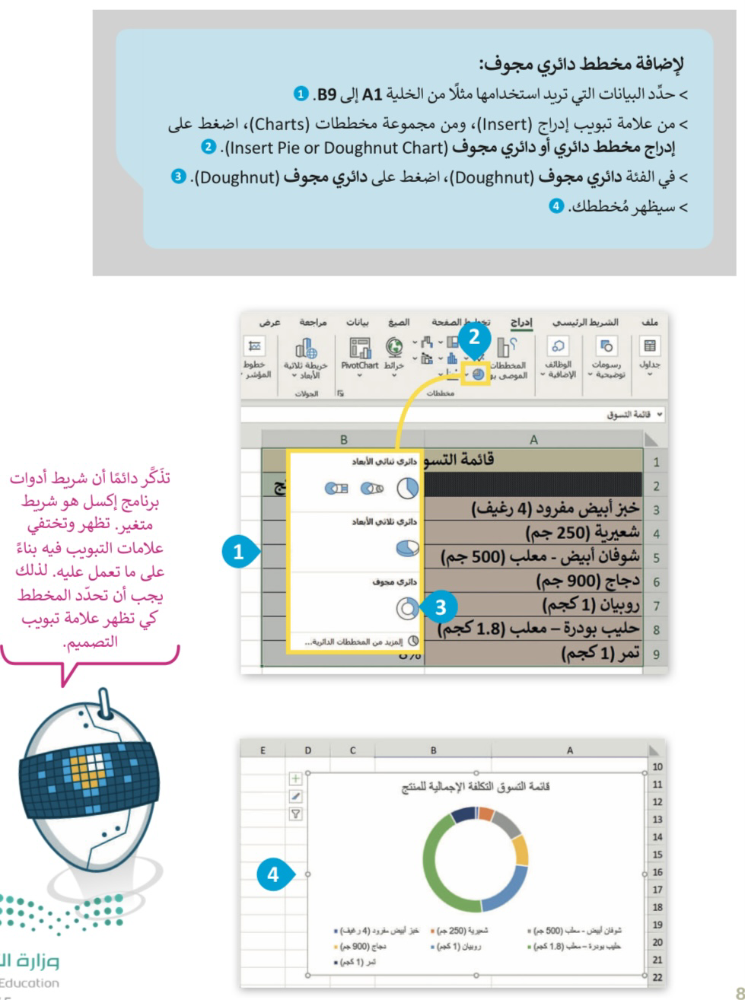 لإضافة مخطط دائري مجوف:
> حدِّد البيانات التي تريد استخدامها مثلًا من الخلية A1 إلى B9. 1
> من علامة تبويب إدراج (Insert)، ومن مجموعة مخططات (Charts)، اضغط على
إدراج مخطط دائري أو دائري مجوف (Insert Pie or Doughnut Chart). 2
> في الفئة دائري مجوف (Doughnut)، اضغط على دائري مجوف (Doughnut). 3
> سيظهر مُخططك. 4
ملف الشريط الرئيسي إدراج الصفحة الصيغ بيانات مراجعة عرض
2
جداول رسومات توضيحية الوظائف الإضافية المخططات الموصى خرائط PivotChart خريطة ثلاثية الأبعاد خطوط المؤشر
مخططات الجولات
قائمة التسوق
A B
1 قائمة
2
3 خبز أبيض مفرود (4 رغيف)
4 شعيرية (250 جم)
5 شوفان أبيض - معلب (500 جم)
6 دجاج (900 جم)
7 روبيان (1 كجم)
8 حليب بودرة – معلب (1.8 كجم)
9 تمر (1 كجم)
دائري ثنائي الأبعاد
دائري ثلاثي الأبعاد
دائري مجوف
المزيد من المخططات الدائرية...
1
3
تذَكَّر دائمًا أن شريط أدوات
برنامج إكسل هو شريط
متغير. تظهر وتختفي
علامات التبويب فيه بناءً
على ما تعمل عليه. لذلك
يجب أن تحدّد المخطط
كي تظهر علامة تبويب
التصميم.
A B C D E
10
11
12
13
14
15
16
17
18
19
20
21
22
قائمة التسوق التكلفة الإجمالية للمنتج
4
خبز أبيض مفرود (4 رغيف) شعيرية (250 جم) شوفان أبيض - معلب (500 جم)
دجاج (900 جم) روبيان (1 كجم) حليب بودرة – معلب (1.8 كجم)
تمر (1 كجم)
وزارة
Education
8